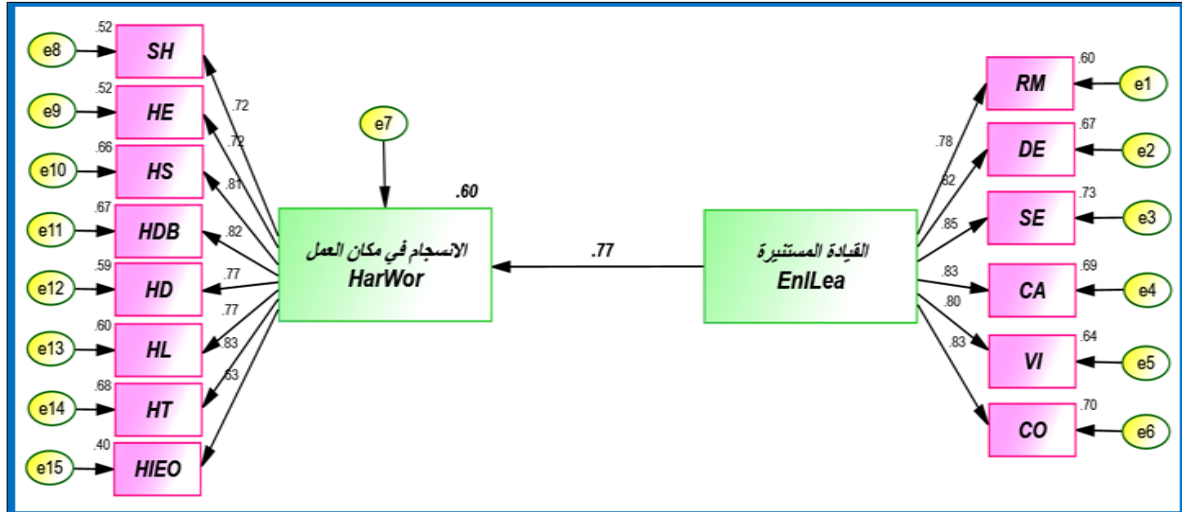 .52
e8
SH
.52
e9
HE
.66
e10
HS
.67
e11
HDB
.59
e12
HD
.60
e13
HL
.68
e14
HT
.40
e15
HIEO
.72
.72
.81
.82
.77
.77
.83
e7
.60
الانسجام في مكان العمل
HarWor
.77
القيادة المستنيرة
EnlLea
.78
.82
.85
.83
.80
.83
.60
RM
e1
.67
DE
e2
.73
SE
e3
.69
CA
e4
.64
VI
e5
.70
CO
e6